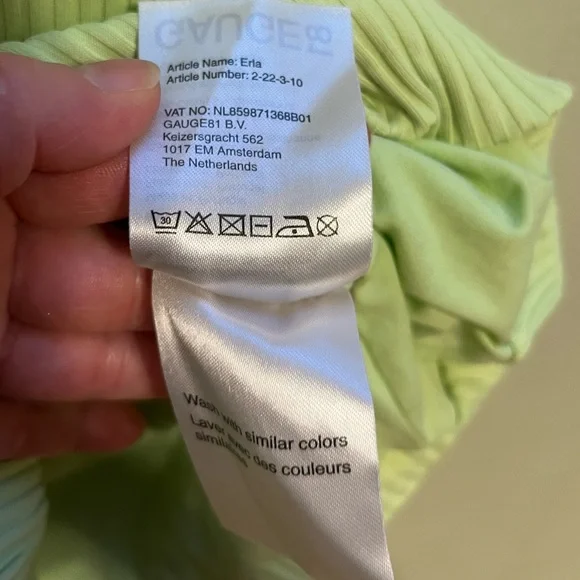 GAUGE81
Article Name: Erla
Article Number: 2-22-3-10
VAT NO: NL859871368B01
GAUGE81 B.V.
Keizersgracht 562
1017 EM Amsterdam
The Netherlands
30
Wash with similar colors
Laver avec des couleurs
similaires